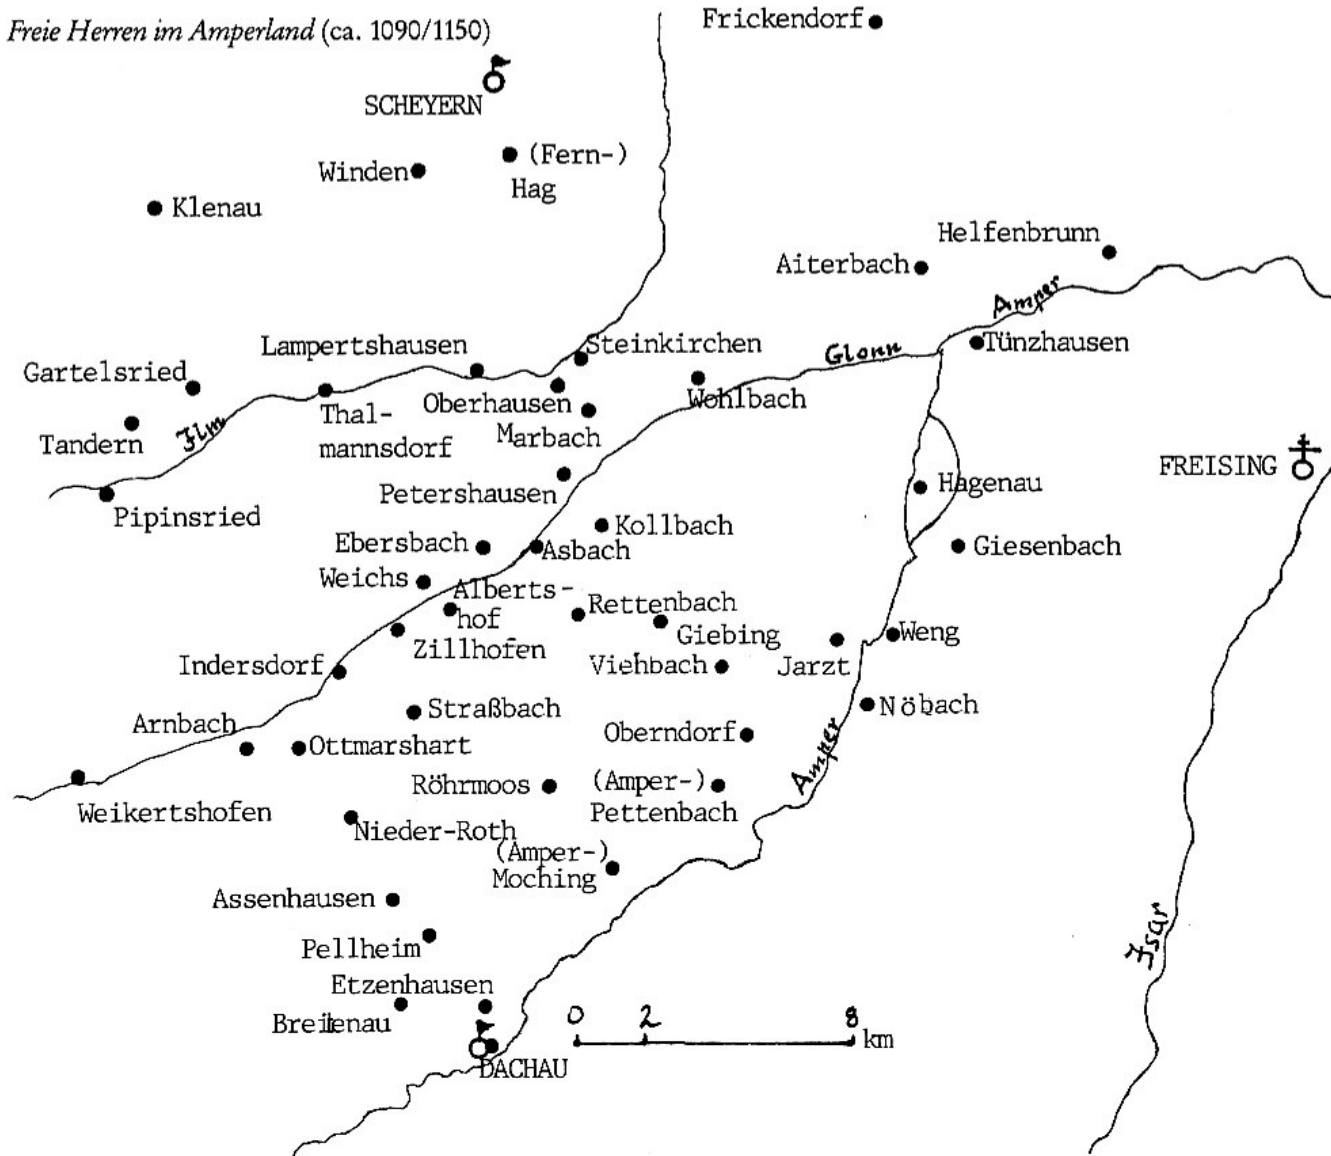 Freie Herren im Amperland (ca. 1090/1150)
Frickendorf
SCHEYERN
(Fern-)
Hag
Winden
Klenau
Helfenbrunn
Aiterbach
Amper
Steinkirchen
Lampertshausen
Glonn
Tünzhausen
Gartelsried
Oberhausen
Wohlbach
Thal-
mannsdorf
Tandern
Ilm
Marbach
FREISING
Petershausen
Hagenau
Pipinsried
Kollbach
Ebersbach
Asbach
Giesenbach
Weichs
Alberts-
hof
Rettenbach
Giebing
Weng
Zillhofen
Indersdorf
Viehbach
Jarzt
Straßbach
Nöbach
Arnbach
Ottmarshart
Oberndorf
Amper
Röhrmoos
(Amper-)
Pettenbach
Weikertshofen
Nieder-Roth
(Amper-)
Moching
Assenhausen
Isar
Pellheim
Etzenhausen
Breitenau
0 2 8
km
DACHAU